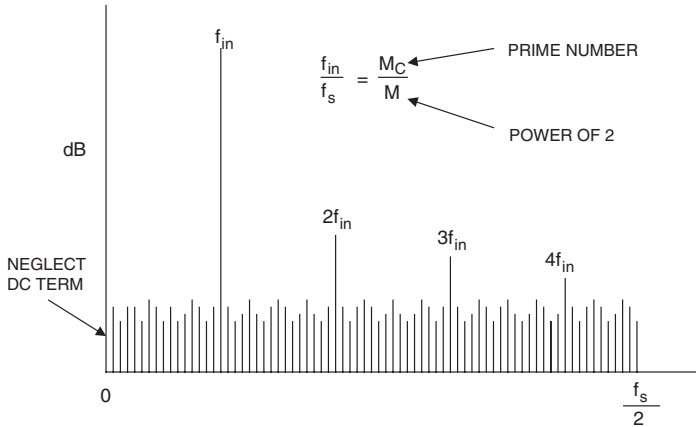 f_in
f_in / f_s = M_C / M
PRIME NUMBER
POWER OF 2
dB
2f_in
3f_in
4f_in
NEGLECT
DC TERM
0
f_s / 2